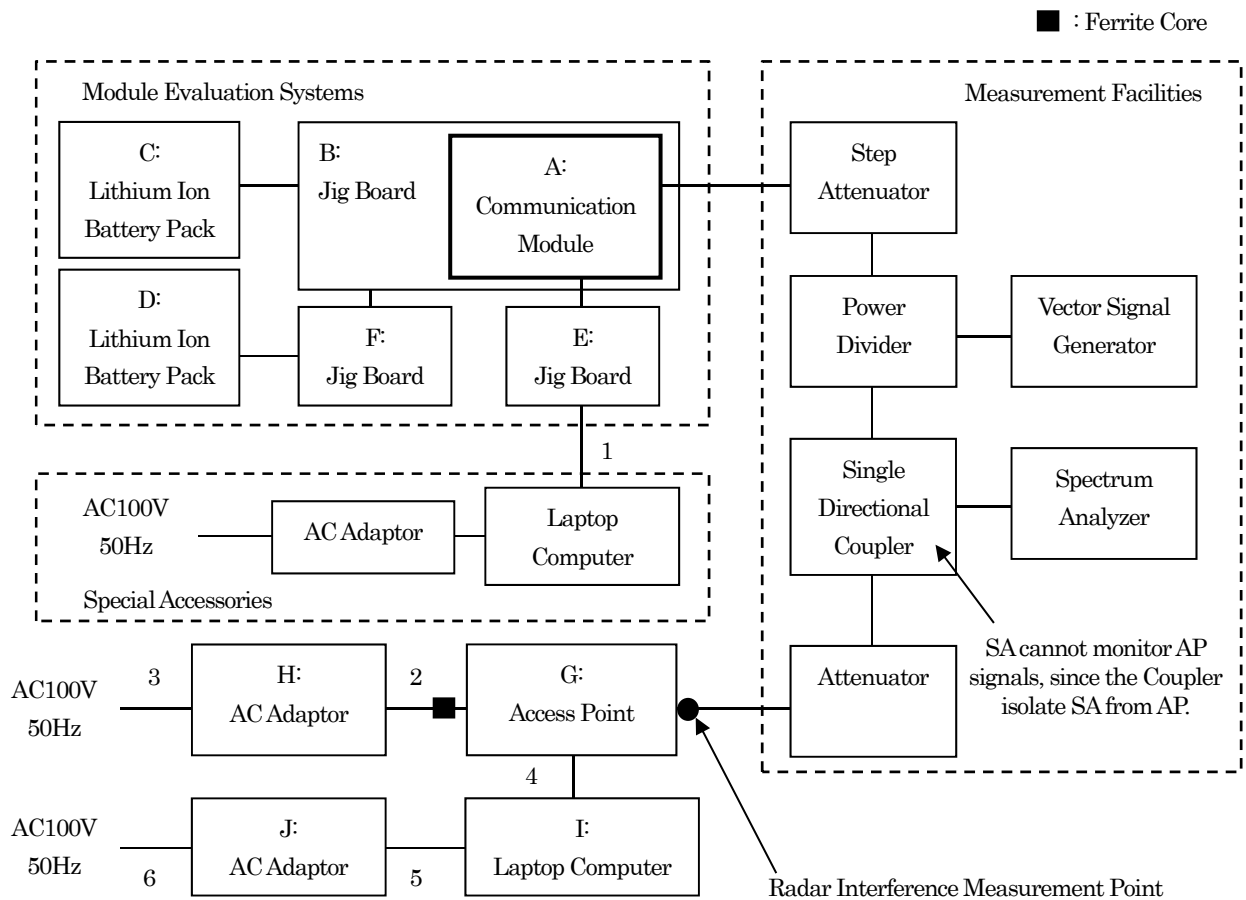 : Ferrite Core
Module Evaluation Systems
Measurement Facilities
C:
Lithium Ion
Battery Pack
B:
Jig Board
A:
Communication
Module
Step
Attenuator
D:
Lithium Ion
Battery Pack
F:
Jig Board
E:
Jig Board
Power
Divider
Vector Signal
Generator
1
Single
Directional
Coupler
Spectrum
Analyzer
AC100V
50Hz
AC Adaptor
Laptop
Computer
Special Accessories
SA cannot monitor AP
signals, since the Coupler
isolate SA from AP.
Attenuator
AC100V
50Hz
3
H:
AC Adaptor
2
G:
Access Point
4
AC100V
50Hz
6
J:
AC Adaptor
5
I:
Laptop Computer
Radar Interference Measurement Point